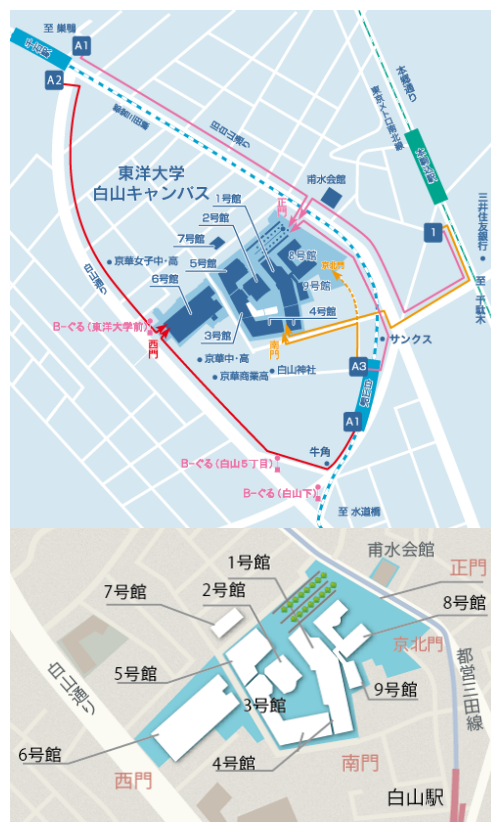 至 巣鴨
A1
千石駅
A2
都営三田線
旧白山通り
本郷通り
東京メトロ南北線
本駒込駅
東洋大学
白山キャンパス
甫水会館
正門
1号館
2号館
7号館
三井住友銀行
1
京華女子中・高
5号館
8号館
京北門
6号館
9号館
白山通り
至 千駄木
B-ぐる(東洋大学前)
西門
3号館
4号館
南門
サンクス
京華中・高
京華商業高
白山神社
A3
白山駅
A1
牛角
B-ぐる(白山5丁目)
B-ぐる(白山下)
至 水道橋
甫水会館
正門
1号館
2号館
7号館
8号館
京北門
5号館
都営三田線
白山通り
3号館
9号館
6号館
4号館
南門
西門
白山駅